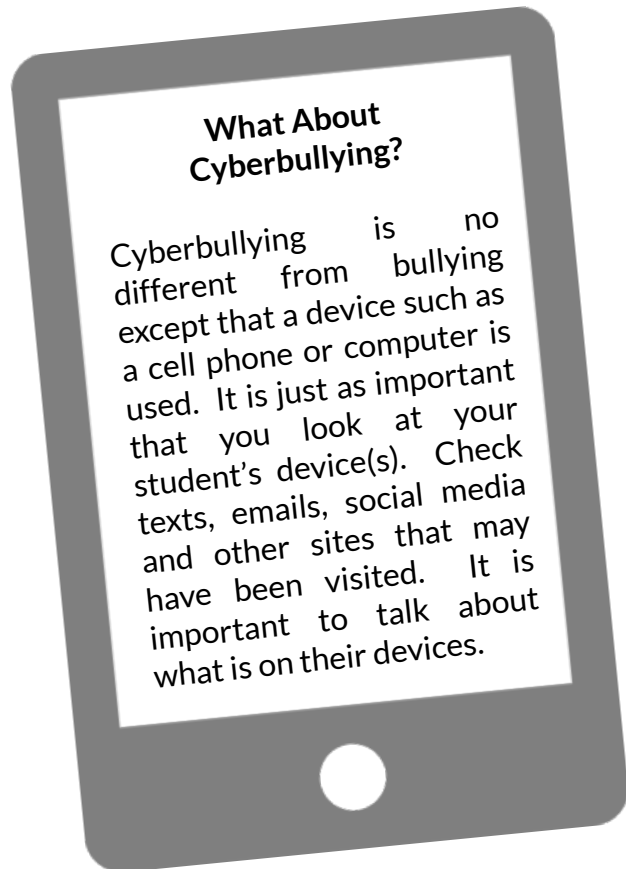 What About
Cyberbullying?
Cyberbullying is no
different from bullying
except that a device such as
a cell phone or computer is
used.  It is just as important
that you look at your
student’s device(s).  Check
texts, emails, social media
and other sites that may
have been visited.  It is
important to talk about
what is on their devices.